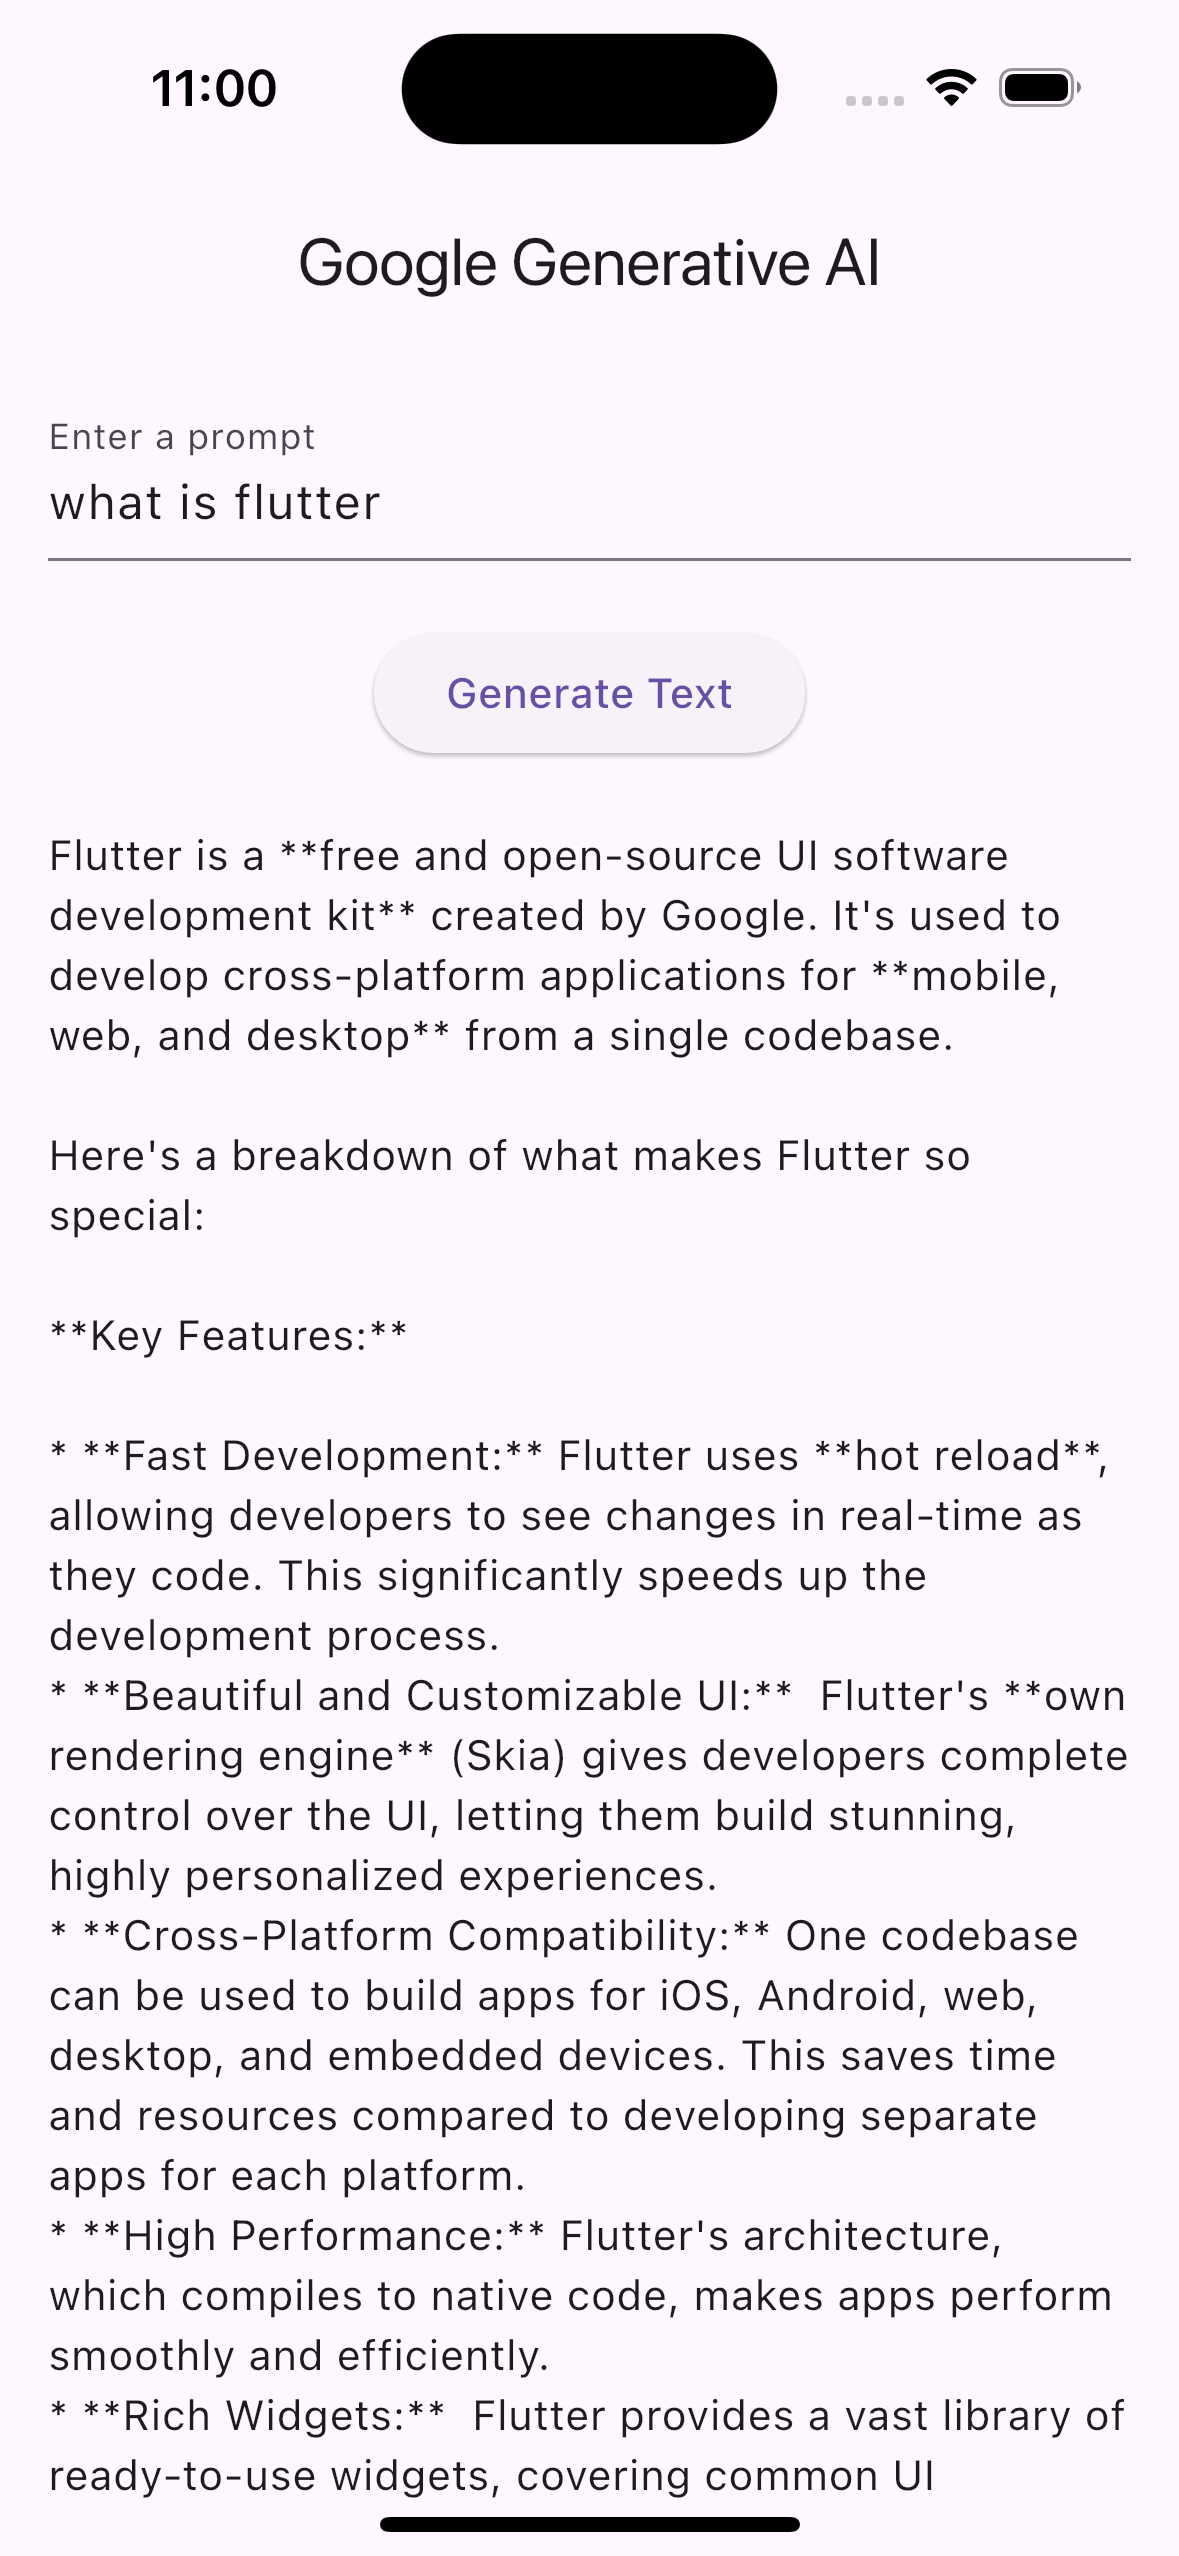 11:00
Google Generative AI
Enter a prompt
what is flutter
Generate Text
Flutter is a **free and open-source UI software
development kit** created by Google. It's used to
develop cross-platform applications for **mobile,
web, and desktop** from a single codebase.
Here's a breakdown of what makes Flutter so
special:
**Key Features:**
* **Fast Development:** Flutter uses **hot reload**,
allowing developers to see changes in real-time as
they code. This significantly speeds up the
development process.
* **Beautiful and Customizable UI:**  Flutter's **own
rendering engine** (Skia) gives developers complete
control over the UI, letting them build stunning,
highly personalized experiences.
* **Cross-Platform Compatibility:** One codebase
can be used to build apps for iOS, Android, web,
desktop, and embedded devices. This saves time
and resources compared to developing separate
apps for each platform.
* **High Performance:** Flutter's architecture,
which compiles to native code, makes apps perform
smoothly and efficiently.
* **Rich Widgets:**  Flutter provides a vast library of
ready-to-use widgets, covering common UI